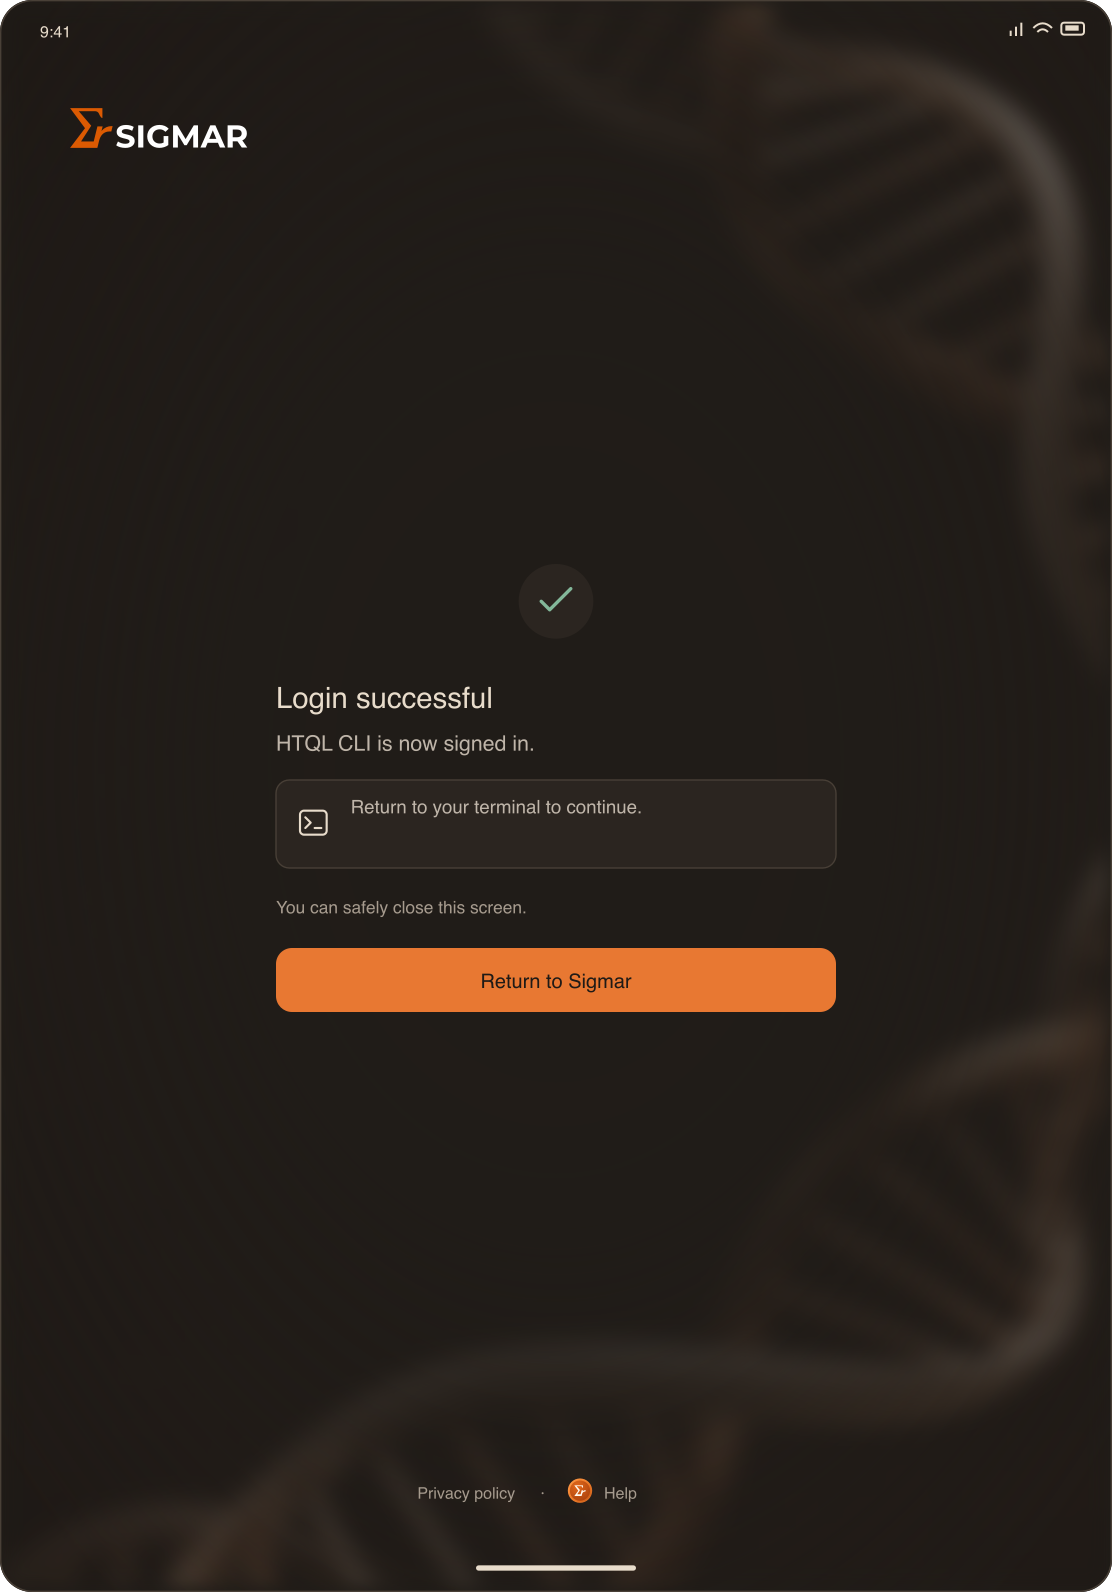 9:41
SIGMAR
Login successful
HTQL CLI is now signed in.
Return to your terminal to continue.
You can safely close this screen.
Return to Sigmar
Privacy policy · Help